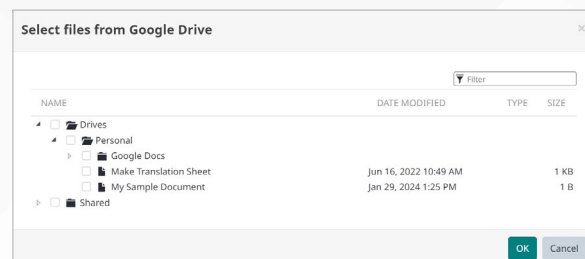 Select files from Google Drive
Filter
NAME DATE MODIFIED TYPE SIZE
Drives
Personal
Google Docs
Make Translation Sheet Jun 16, 2022 10:49 AM 1 KB
My Sample Document Jan 29, 2024 1:25 PM 1 B
Shared
OK Cancel